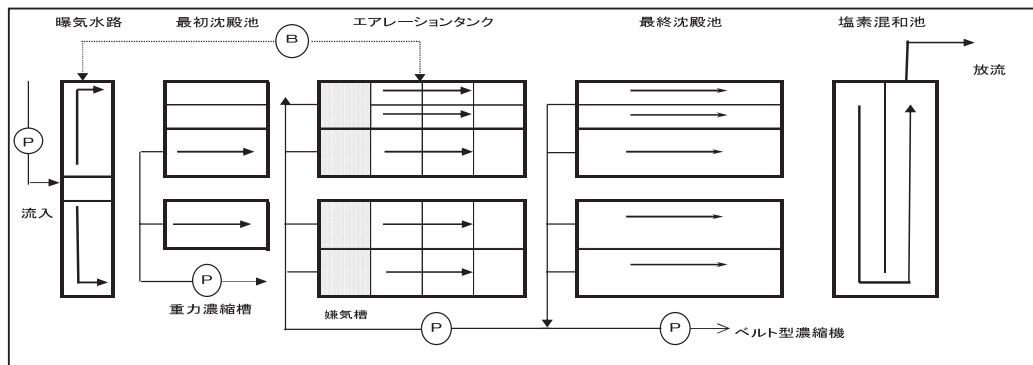 曝気水路
最初沈殿池
エアレーションタンク
最終沈殿池
塩素混和池
B
放流
P
流入
P
重力濃縮槽
嫌気槽
P
P
ベルト型濃縮機